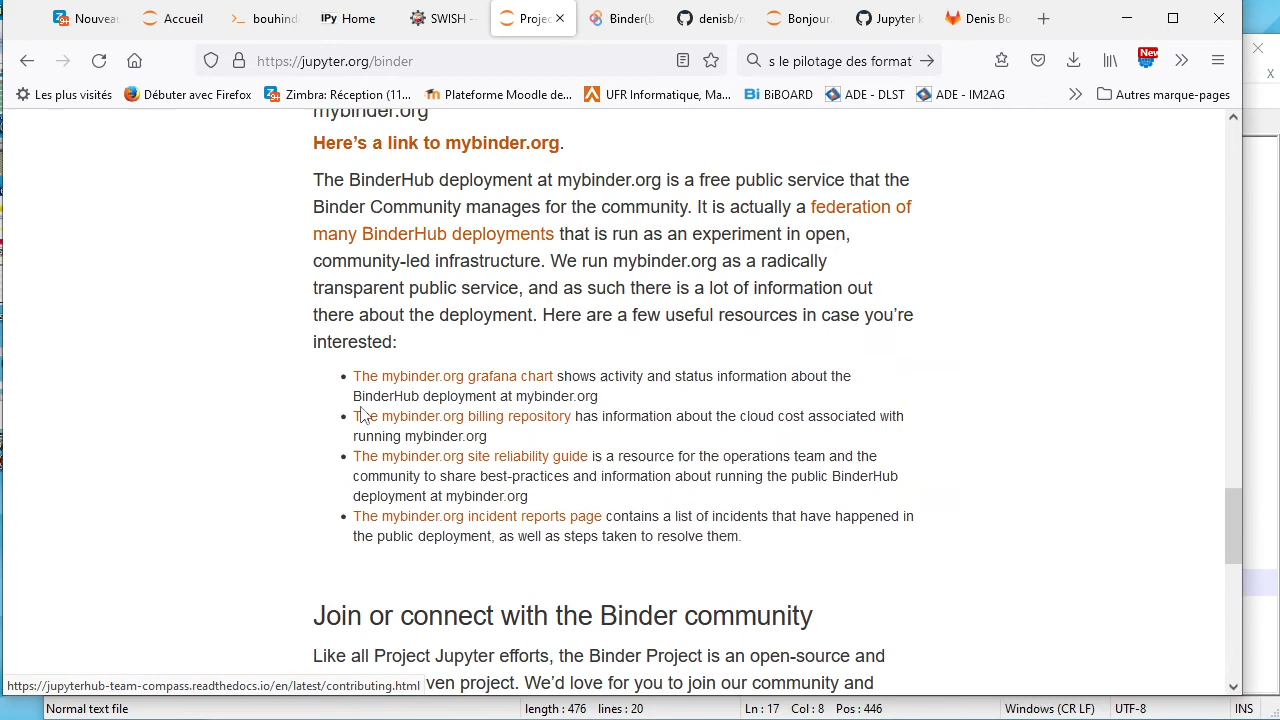 Nouveau
Accueil
bouhind
IPy Home
SWISH --
Projec
Binder(b
denisb/n
Bonjour.
Jupyter k
Denis Bo
https://jupyter.org/binder
s le pilotage des format
New
Les plus visités
Débuter avec Firefox
Zimbra: Réception (11...
Plateforme Moodle de...
UFR Informatique, Ma...
Bi BiBOARD
ADE - DLST
ADE - IM2AG
Autres marque-pages
mybinder.org
Here’s a link to mybinder.org.
The BinderHub deployment at mybinder.org is a free public service that the
Binder Community manages for the community. It is actually a federation of
many BinderHub deployments that is run as an experiment in open,
community-led infrastructure. We run mybinder.org as a radically
transparent public service, and as such there is a lot of information out
there about the deployment. Here are a few useful resources in case you’re
interested:
• The mybinder.org grafana chart shows activity and status information about the
BinderHub deployment at mybinder.org
• The mybinder.org billing repository has information about the cloud cost associated with
running mybinder.org
• The mybinder.org site reliability guide is a resource for the operations team and the
community to share best-practices and information about running the public BinderHub
deployment at mybinder.org
• The mybinder.org incident reports page contains a list of incidents that have happened in
the public deployment, as well as steps taken to resolve them.
Join or connect with the Binder community
Like all Project Jupyter efforts, the Binder Project is an open-source and
https://jupyterhub-team-compass.readthedocs.io/en/latest/contributing.html
ven project. We’d love for you to join our community and
Normal text file
length : 476 lines : 20
Ln : 17 Col : 8 Pos : 446
Windows (CR LF)
UTF-8
INS